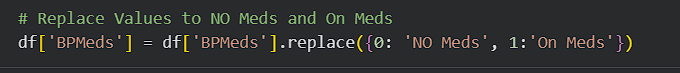 # Replace Values to NO Meds and On Meds
df['BPMeds'] = df['BPMeds'].replace({0: 'NO Meds', 1:'On Meds'})